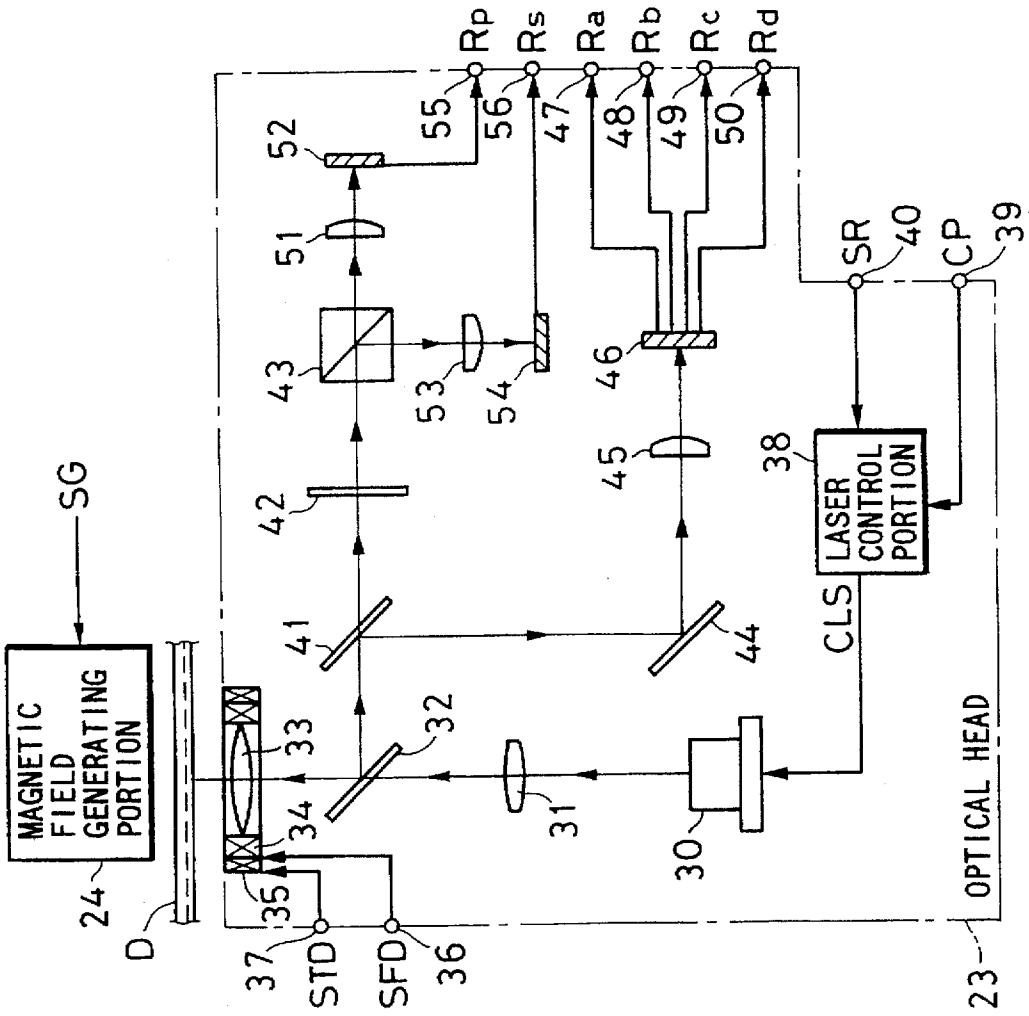 MAGNETIC
FIELD
GENERATING
PORTION
SG
24
D
33
34
35
37
STD
SFD
36
32
31
30
41
42
43
44
45
46
51
52
53
54
55
Rp
56
Rs
47
Ra
48
Rb
49
Rc
50
Rd
SR
40
CP
39
38
LASER
CONTROL
PORTION
CLS
OPTICAL HEAD
23